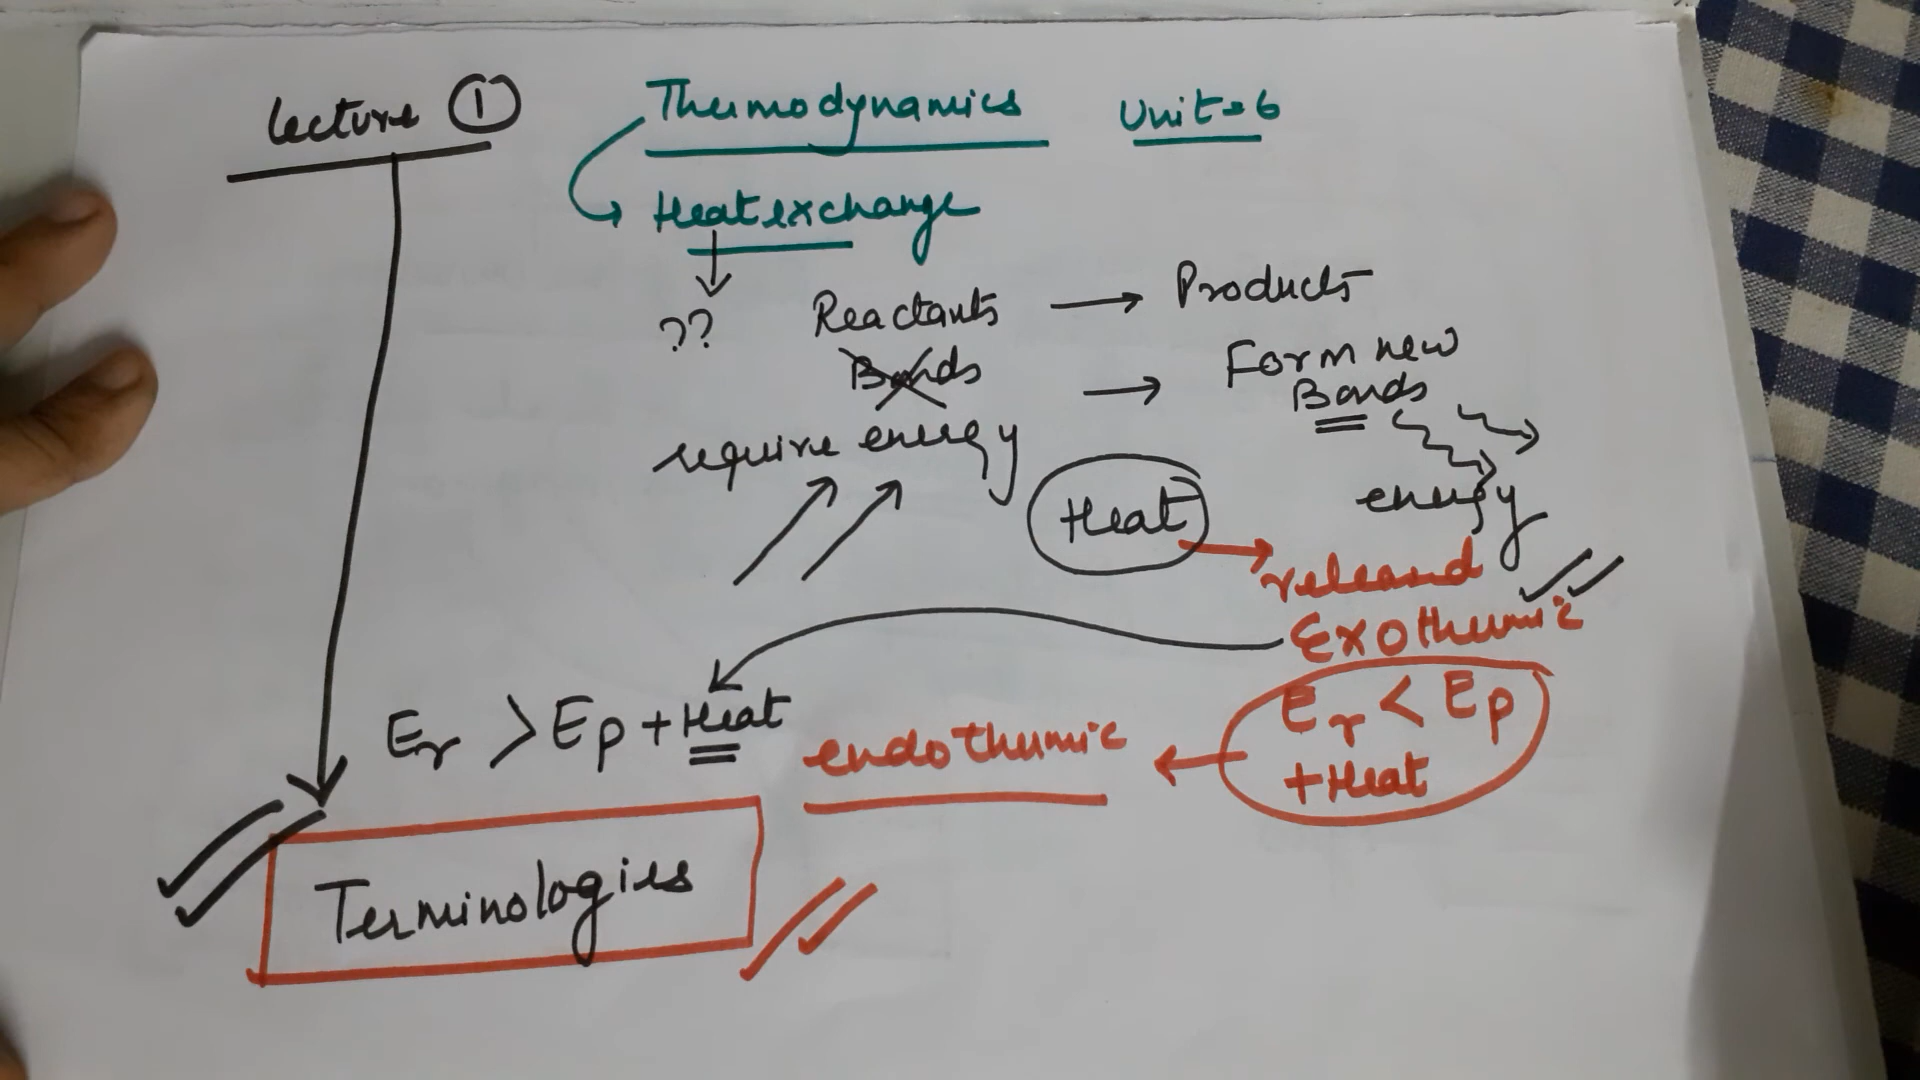 Lecture 1
Thermodynamics Unit-6
Heat exchange
?? Reactants → Products
Bonds → Form new
Bonds
require energy
Heat energy
released
Exothermic
Er > Ep + Heat
endothermic ← Er < Ep
+ Heat
Terminologies